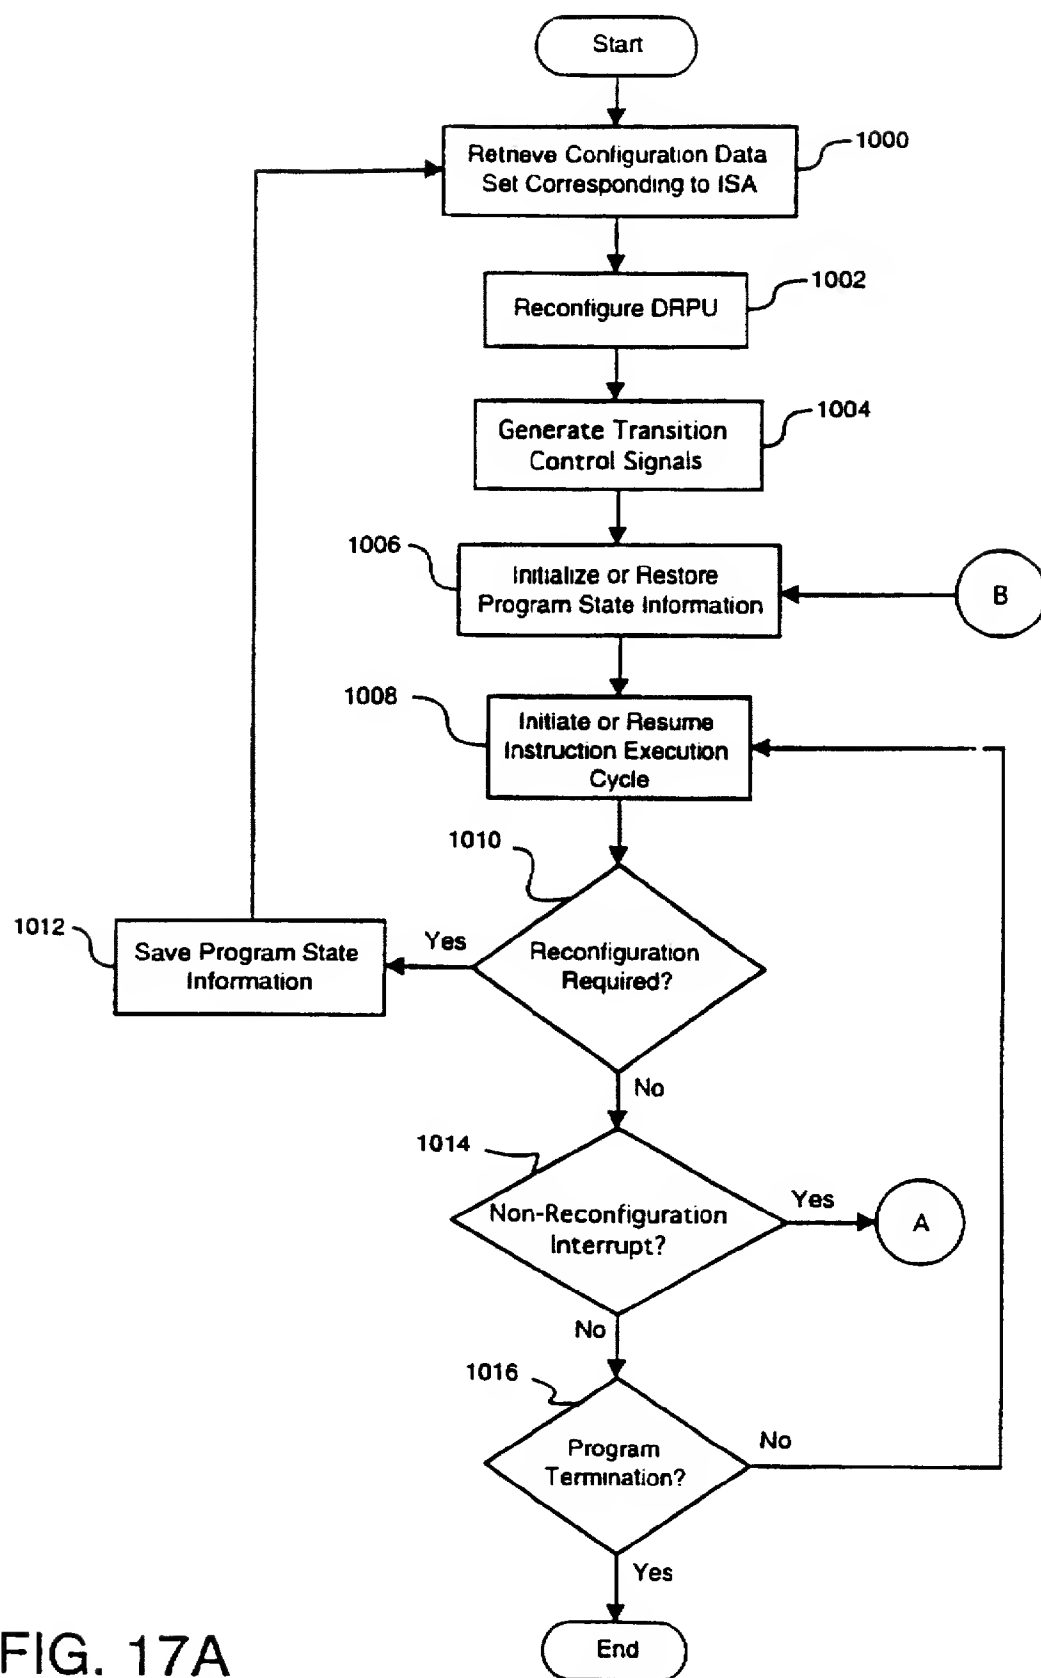 Start
Retrieve Configuration Data
Set Corresponding to ISA
1000
Reconfigure DRPU
1002
Generate Transition
Control Signals
1004
1006
Initialize or Restore
Program State Information
B
1008
Initiate or Resume
Instruction Execution
Cycle
1010
Reconfiguration
Required?
Yes
1012
Save Program State
Information
No
1014
Non-Reconfiguration
Interrupt?
Yes
A
No
1016
Program
Termination?
No
Yes
End
FIG. 17A